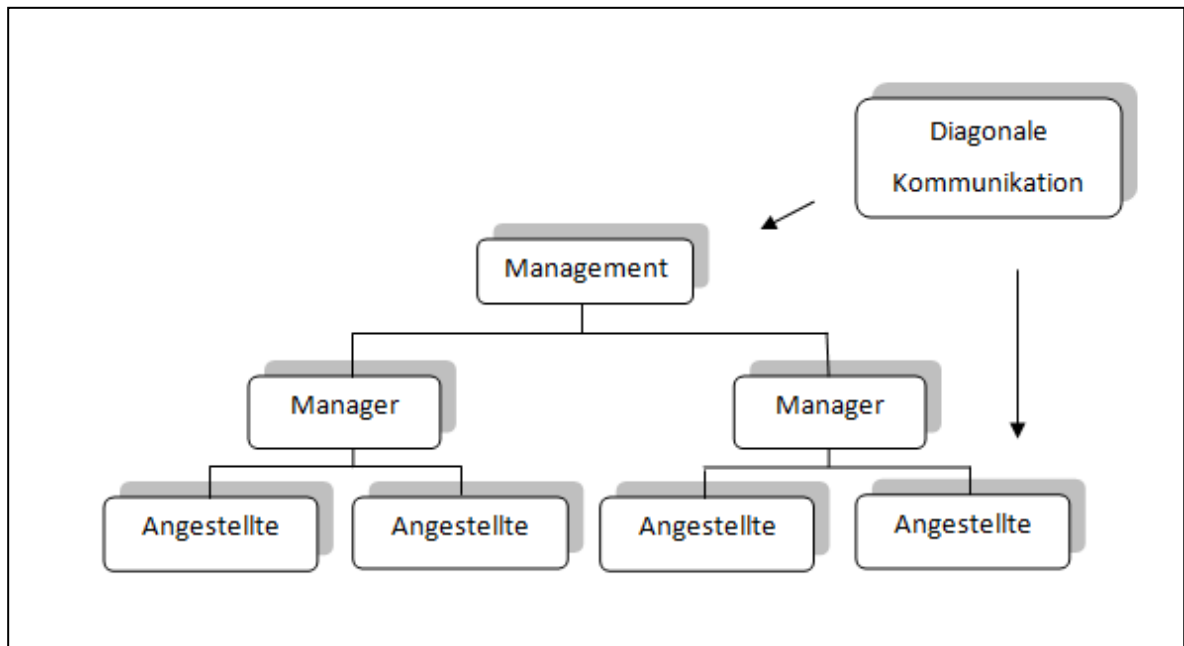 Diagonale
Kommunikation
Management
Manager
Manager
Angestellte
Angestellte
Angestellte
Angestellte